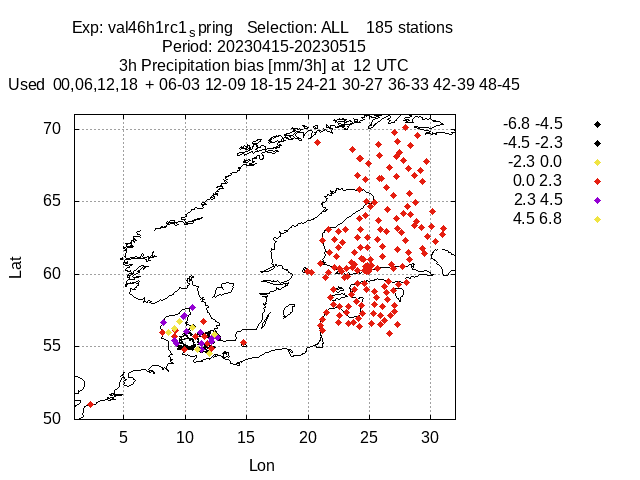 Exp: val46h1rc1spring   Selection: ALL    185 stations
Period: 20230415-20230515
3h Precipitation bias [mm/3h] at  12 UTC
Used  00,06,12,18  + 06-03 12-09 18-15 24-21 30-27 36-33 42-39 48-45
-6.8 -4.5
-4.5 -2.3
-2.3 0.0
0.0 2.3
2.3 4.5
4.5 6.8
70
65
60
55
50
Lat
5 10 15 20 25 30
Lon